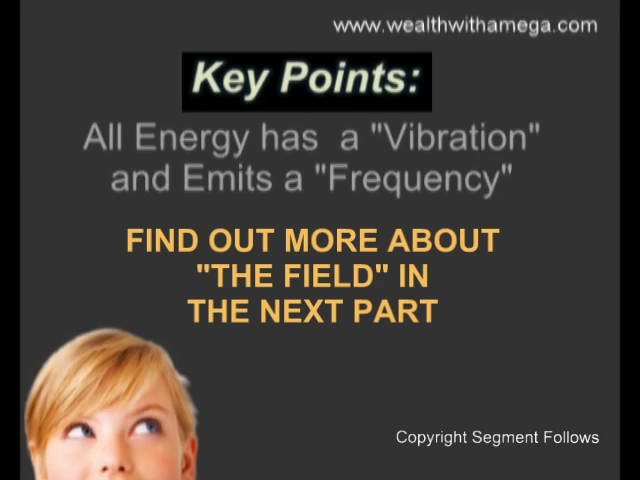 www.wealthwithamega.com
Key Points:
All Energy has a "Vibration"
and Emits a "Frequency"
FIND OUT MORE ABOUT
"THE FIELD" IN
THE NEXT PART
Copyright Segment Follows